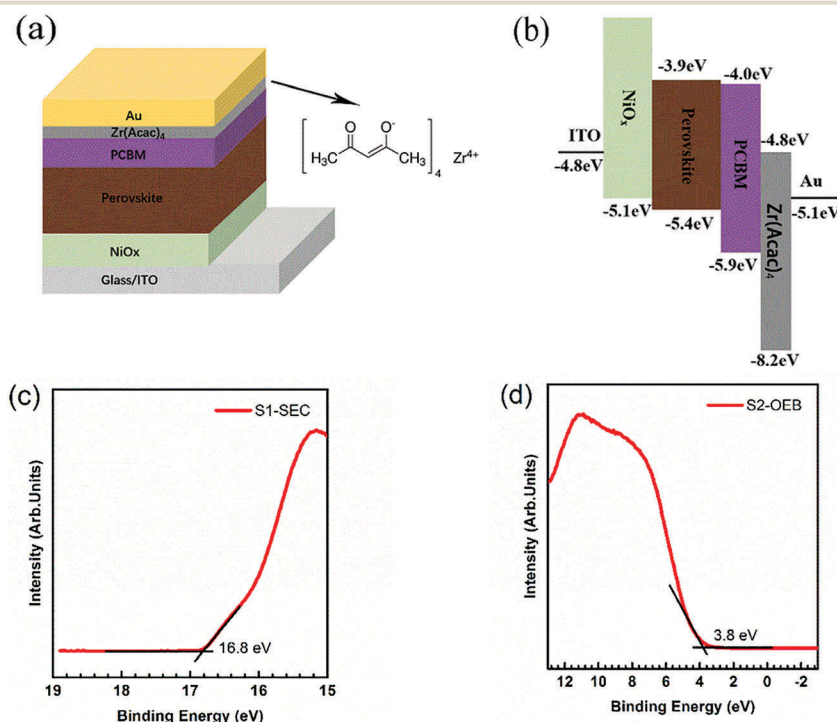 (a)
Au
Zr(Acac)4
PCBM
Perovskite
NiOx
Glass/ITO
O
O-
H3C
CH3
4
Zr4+
(b)
ITO
-4.8eV
NiOx
-5.1eV
-3.9eV
Perovskite
-5.4eV
-4.0eV
PCBM
-5.9eV
-4.8eV
Zr(Acac)4
-8.2eV
Au
-5.1eV
(c)
S1-SEC
16.8 eV
Intensity (Arb.Units)
19 18 17 16 15
Binding Energy (eV)
(d)
S2-OEB
3.8 eV
Intensity (Arb.Units)
12 10 8 6 4 2 0 -2
Binding Energy (eV)